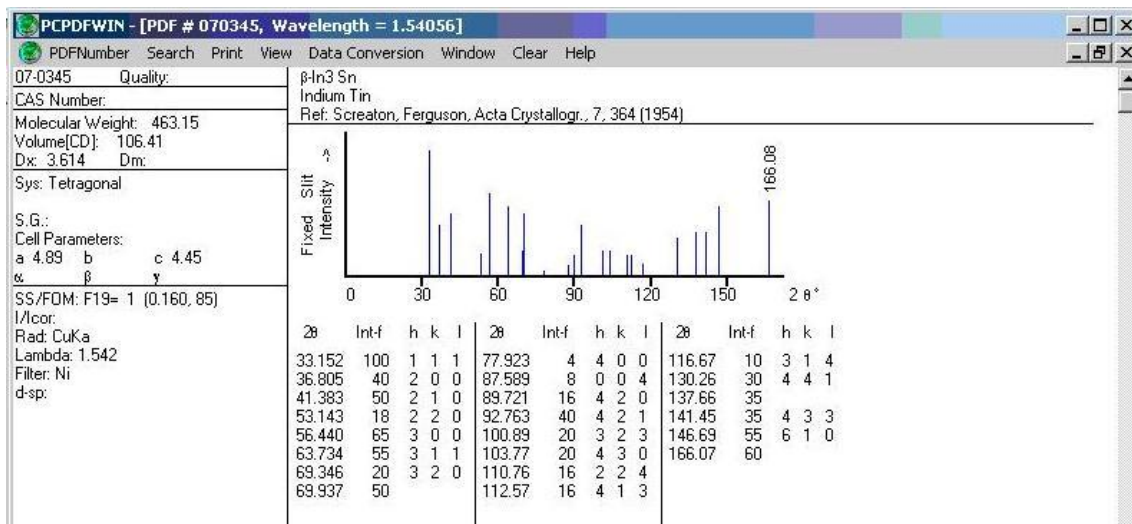 PCPDFWIN - [PDF # 070345, Wavelength = 1.54056]
PDFNumber Search Print View Data Conversion Window Clear Help
07-0345 Quality:
CAS Number:
Molecular Weight: 463.15
Volume[CD]: 106.41
Dx: 3.614 Dm:
Sys: Tetragonal
S.G.:
Cell Parameters:
a 4.89 b c 4.45
α β γ
SS/FOM: F19= 1 (0.160, 85)
I/Icor:
Rad: CuKa
Lambda: 1.542
Filter: Ni
d-sp:
β-In3 Sn
Indium Tin
Ref: Screaton, Ferguson, Acta Crystallogr., 7, 364 (1954)
Fixed Slit
Intensity ->
166.08
0 30 60 90 120 150 2 θ°
2θ Int-f h k l 2θ Int-f h k l 2θ Int-f h k l
33.152 100 1 1 1 77.923 4 4 0 0 116.67 10 3 1 4
36.805 40 2 0 0 87.589 8 0 0 4 130.26 30 4 4 1
41.383 50 2 1 0 89.721 16 4 2 0 137.66 35
53.143 18 2 2 0 92.763 40 4 2 1 141.45 35 4 3 3
56.440 65 3 0 0 100.89 20 3 2 3 146.69 55 6 1 0
63.734 55 3 1 1 103.77 20 4 3 0 166.07 60
69.346 20 3 2 0 110.76 16 2 2 4
69.937 50 112.57 16 4 1 3